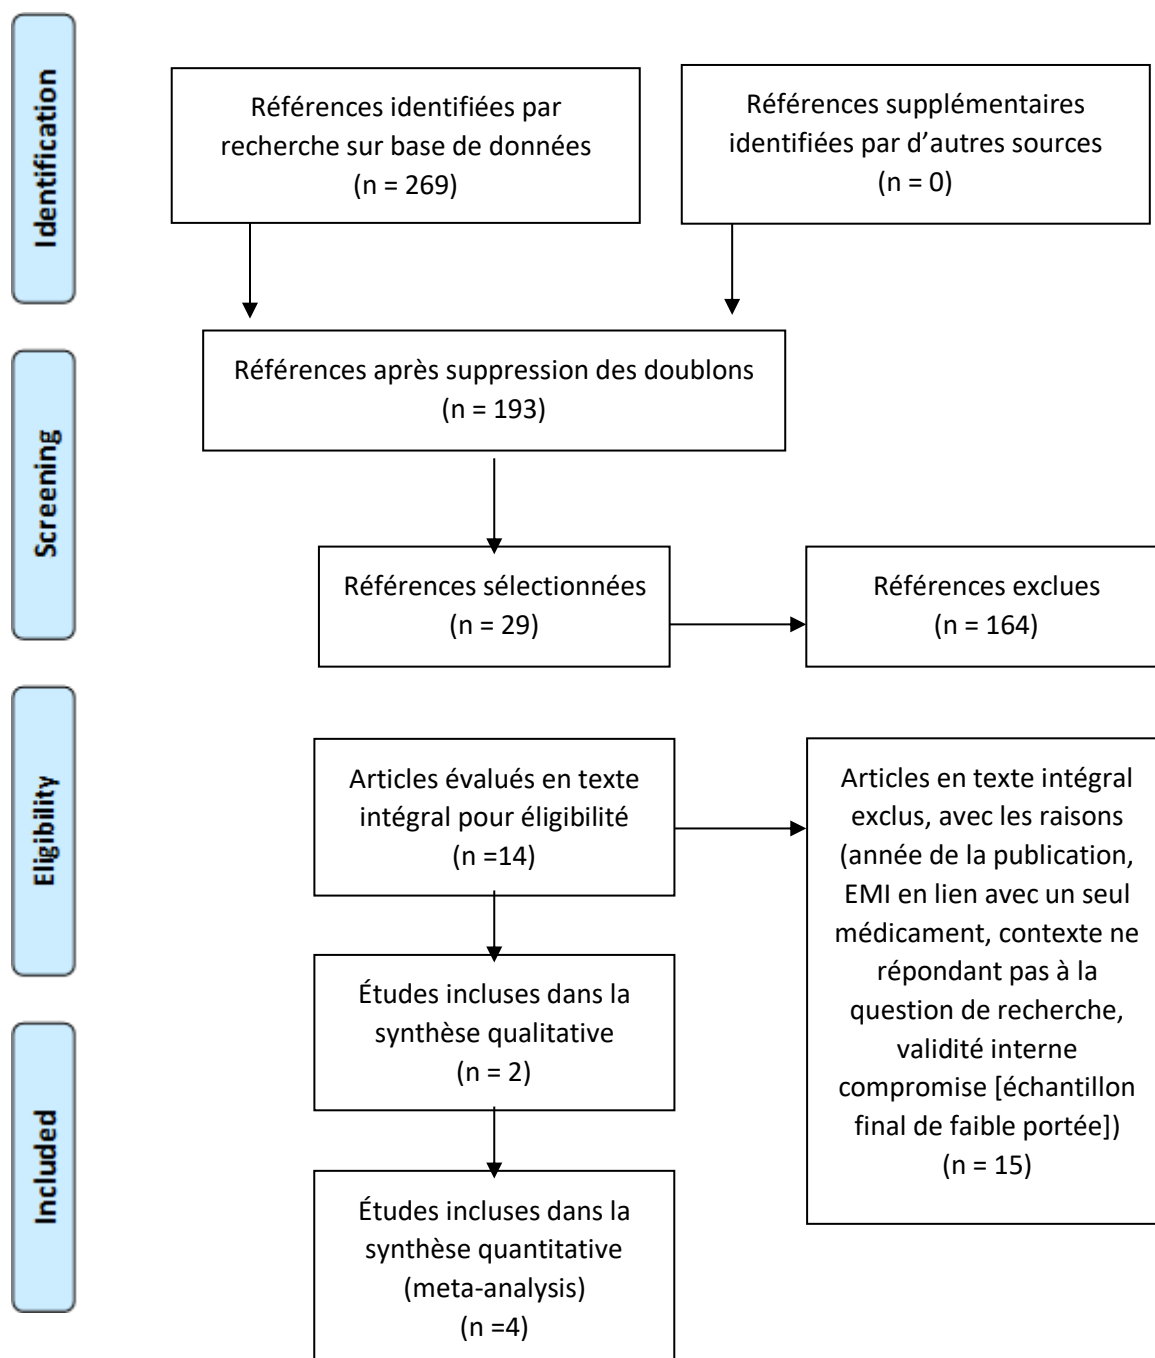 Identification
Références identifiées par
recherche sur base de données
(n = 269)
Références supplémentaires
identifiées par d'autres sources
(n = 0)
Screening
Références après suppression des doublons
(n = 193)
Références sélectionnées
(n = 29)
Références exclues
(n = 164)
Eligibility
Articles évalués en texte
intégral pour éligibilité
(n =14)
Articles en texte intégral
exclus, avec les raisons
(année de la publication,
EMI en lien avec un seul
médicament, contexte ne
répondant pas à la
question de recherche,
validité interne
compromise [échantillon
final de faible portée])
(n = 15)
Études incluses dans la
synthèse qualitative
(n = 2)
Included
Études incluses dans la
synthèse quantitative
(meta-analysis)
(n =4)